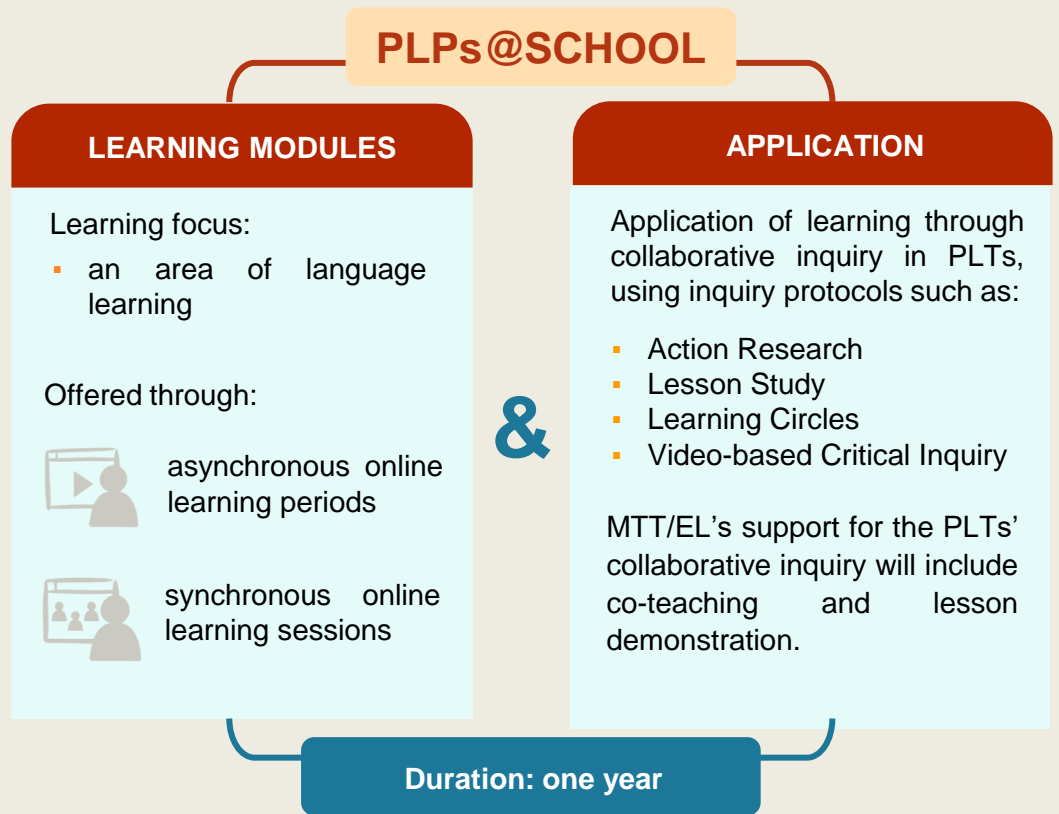 PLPs@SCHOOL
LEARNING MODULES
Learning focus:
▪ an area of language
learning
Offered through:
asynchronous online
learning periods
synchronous online
learning sessions
&
APPLICATION
Application of learning through
collaborative inquiry in PLTs,
using inquiry protocols such as:
▪ Action Research
▪ Lesson Study
▪ Learning Circles
▪ Video-based Critical Inquiry
MTT/EL’s support for the PLTs’
collaborative inquiry will include
co-teaching and lesson
demonstration.
Duration: one year